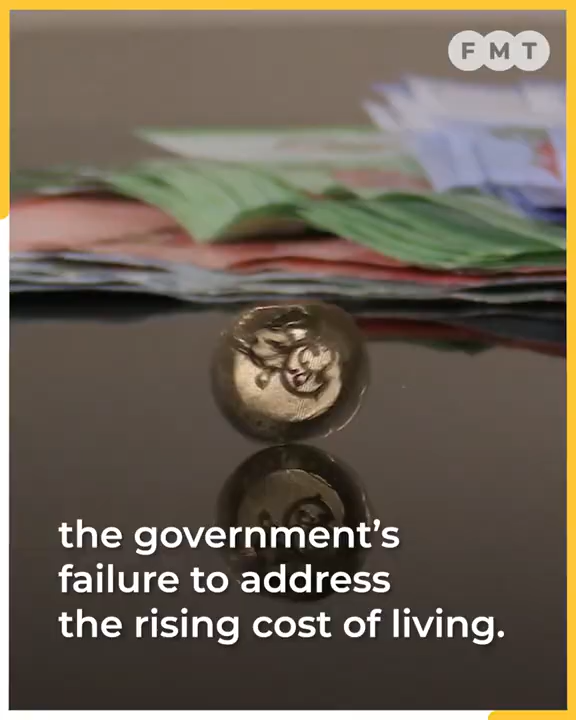 FMT
the government’s
failure to address
the rising cost of living.